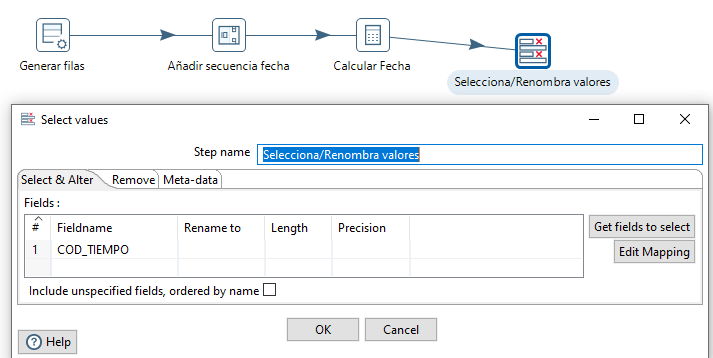 Generar filas
Añadir secuencia fecha
Calcular Fecha
Selecciona/Renombra valores
Select values
Step name
Selecciona/Renombra valores
Select & Alter
Remove
Meta-data
Fields :
# Fieldname Rename to Length Precision
1 COD_TIEMPO
Get fields to select
Edit Mapping
Include unspecified fields, ordered by name
OK
Cancel
? Help